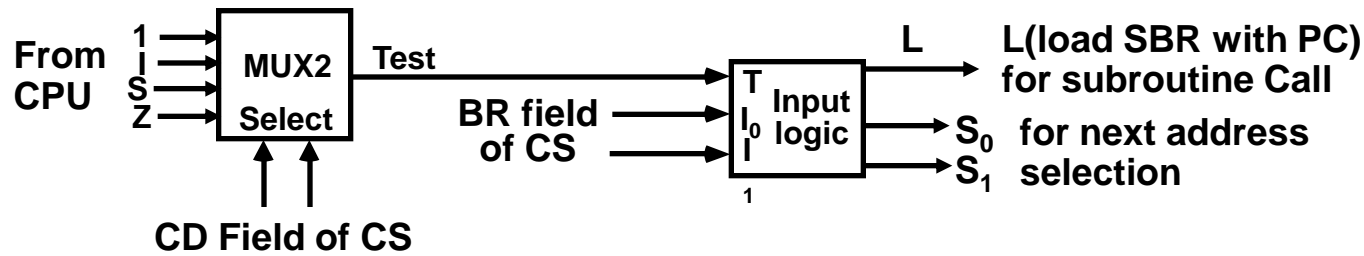 From
CPU
1
I
S
Z
MUX2
Select
Test
CD Field of CS
BR field
of CS
T
I0
I
1
Input
logic
L
L(load SBR with PC)
for subroutine Call
S0
S1
for next address
selection